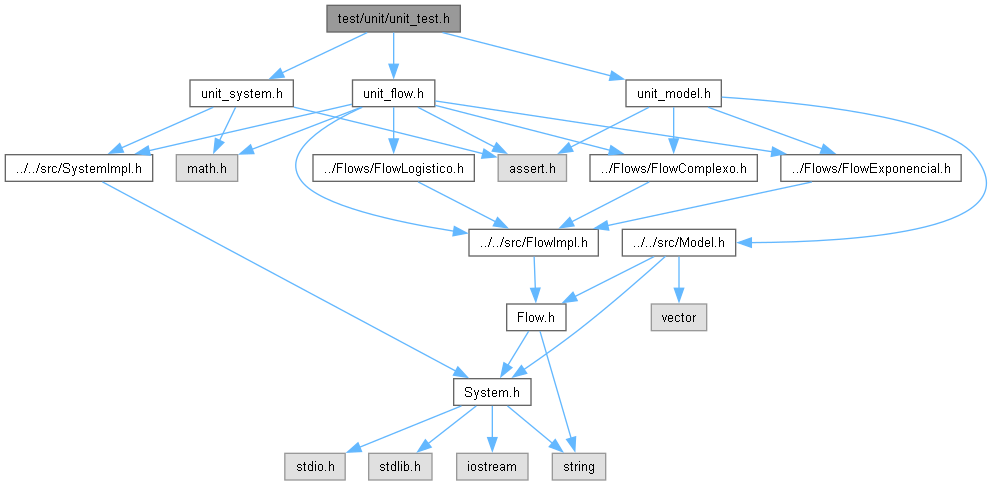 test/unit/unit_test.h
unit_system.h
unit_flow.h
unit_model.h
../../src/SystemImpl.h
math.h
../Flows/FlowLogistico.h
assert.h
../Flows/FlowComplexo.h
../Flows/FlowExponencial.h
../../src/FlowImpl.h
../../src/Model.h
Flow.h
vector
System.h
stdio.h
stdlib.h
iostream
string